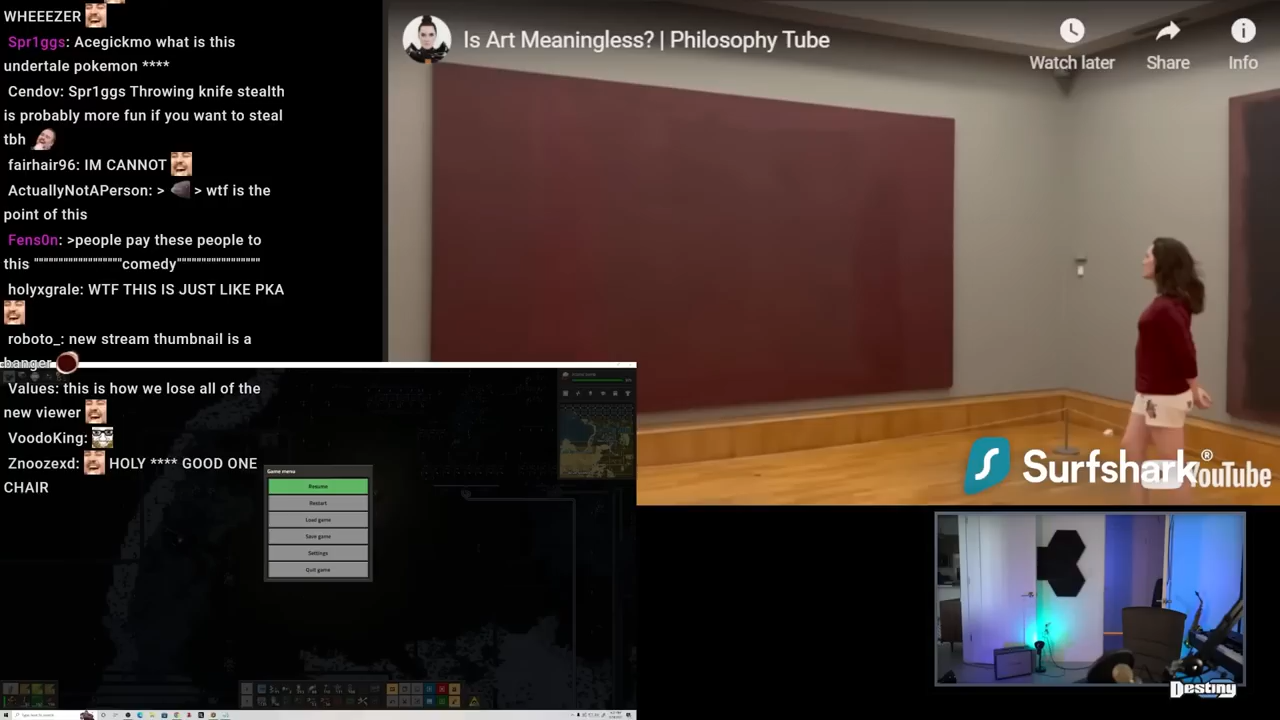 WHEEEZER
Spr1ggs: Acegickmo what is this
undertale pokemon ****
Cendov: Spr1ggs Throwing knife stealth
is probably more fun if you want to steal
tbh
fairhair96: IM CANNOT
ActuallyNotAPerson: > > wtf is the
point of this
Fens0n: >people pay these people to
this """""""""""""""""comedy"""""""""""""""""
holyxgrale: WTF THIS IS JUST LIKE PKA
roboto_: new stream thumbnail is a
banger
Values: this is how we lose all of the
new viewer
VoodoKing:
Znoozexd: HOLY **** GOOD ONE
CHAIR
Is Art Meaningless? | Philosophy Tube
Watch later
Share
Info
Surfshark®
YouTube
Game menu
Resume
Restart
Load game
Save game
Settings
Quit game
Destiny